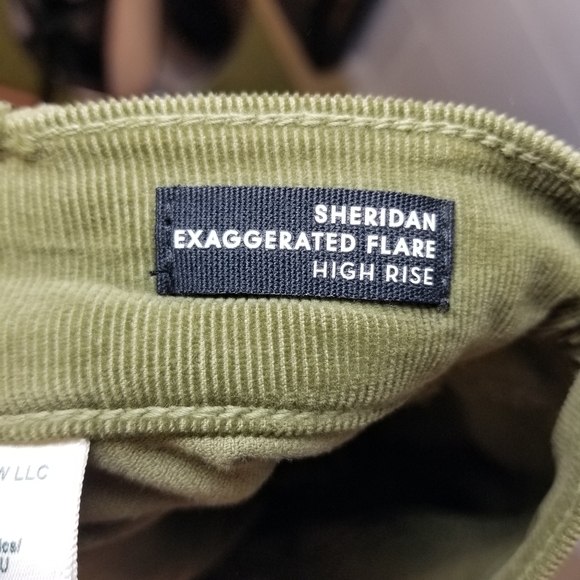 SHERIDAN
EXAGGERATED FLARE
HIGH RISE
LLC